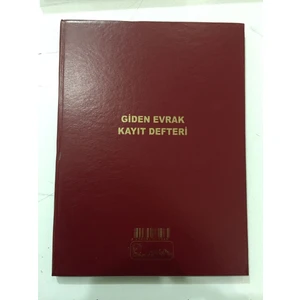 GİDEN EVRAK
KAYIT DEFTERİ